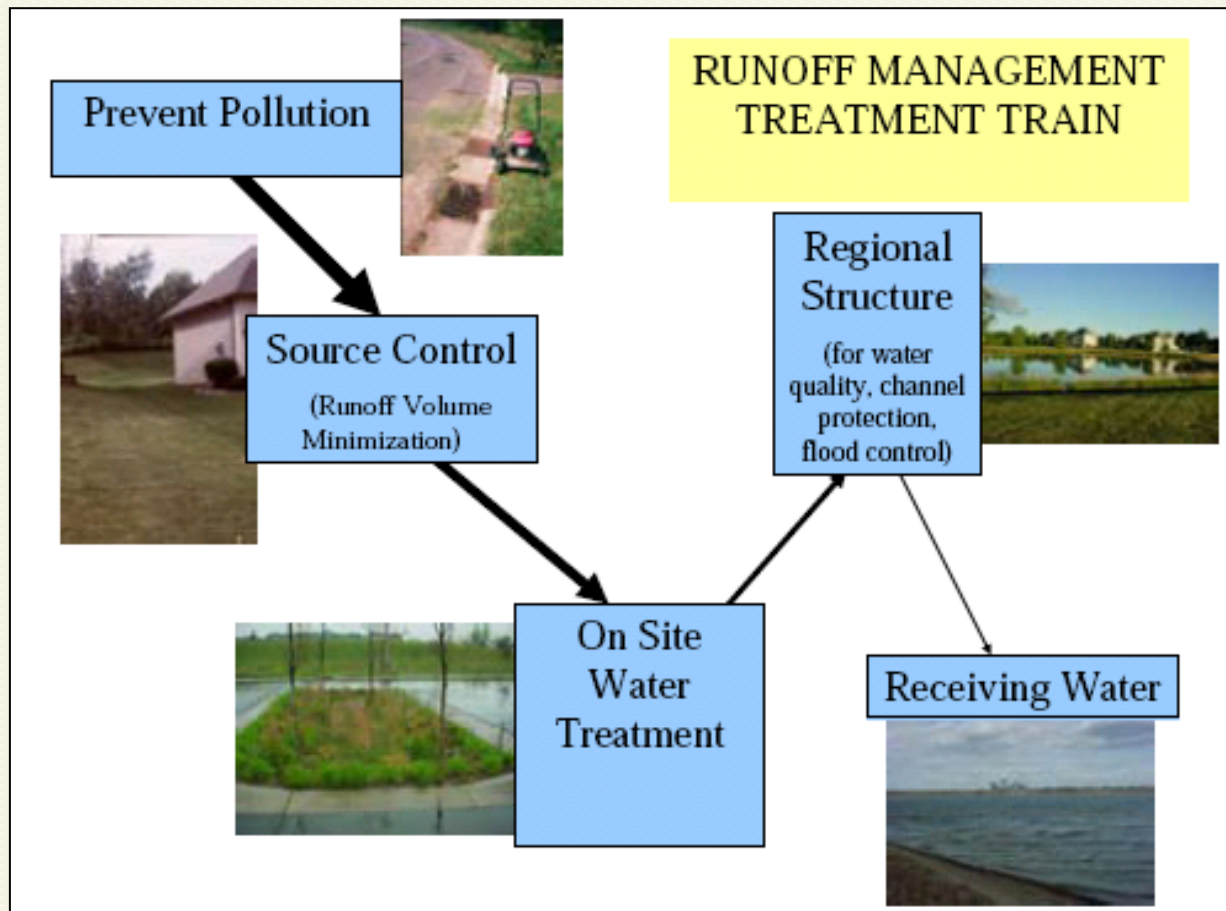 Prevent Pollution
RUNOFF MANAGEMENT
TREATMENT TRAIN
Source Control
(Runoff Volume
Minimization)
On Site
Water
Treatment
Regional
Structure
(for water
quality, channel
protection,
flood control)
Receiving Water